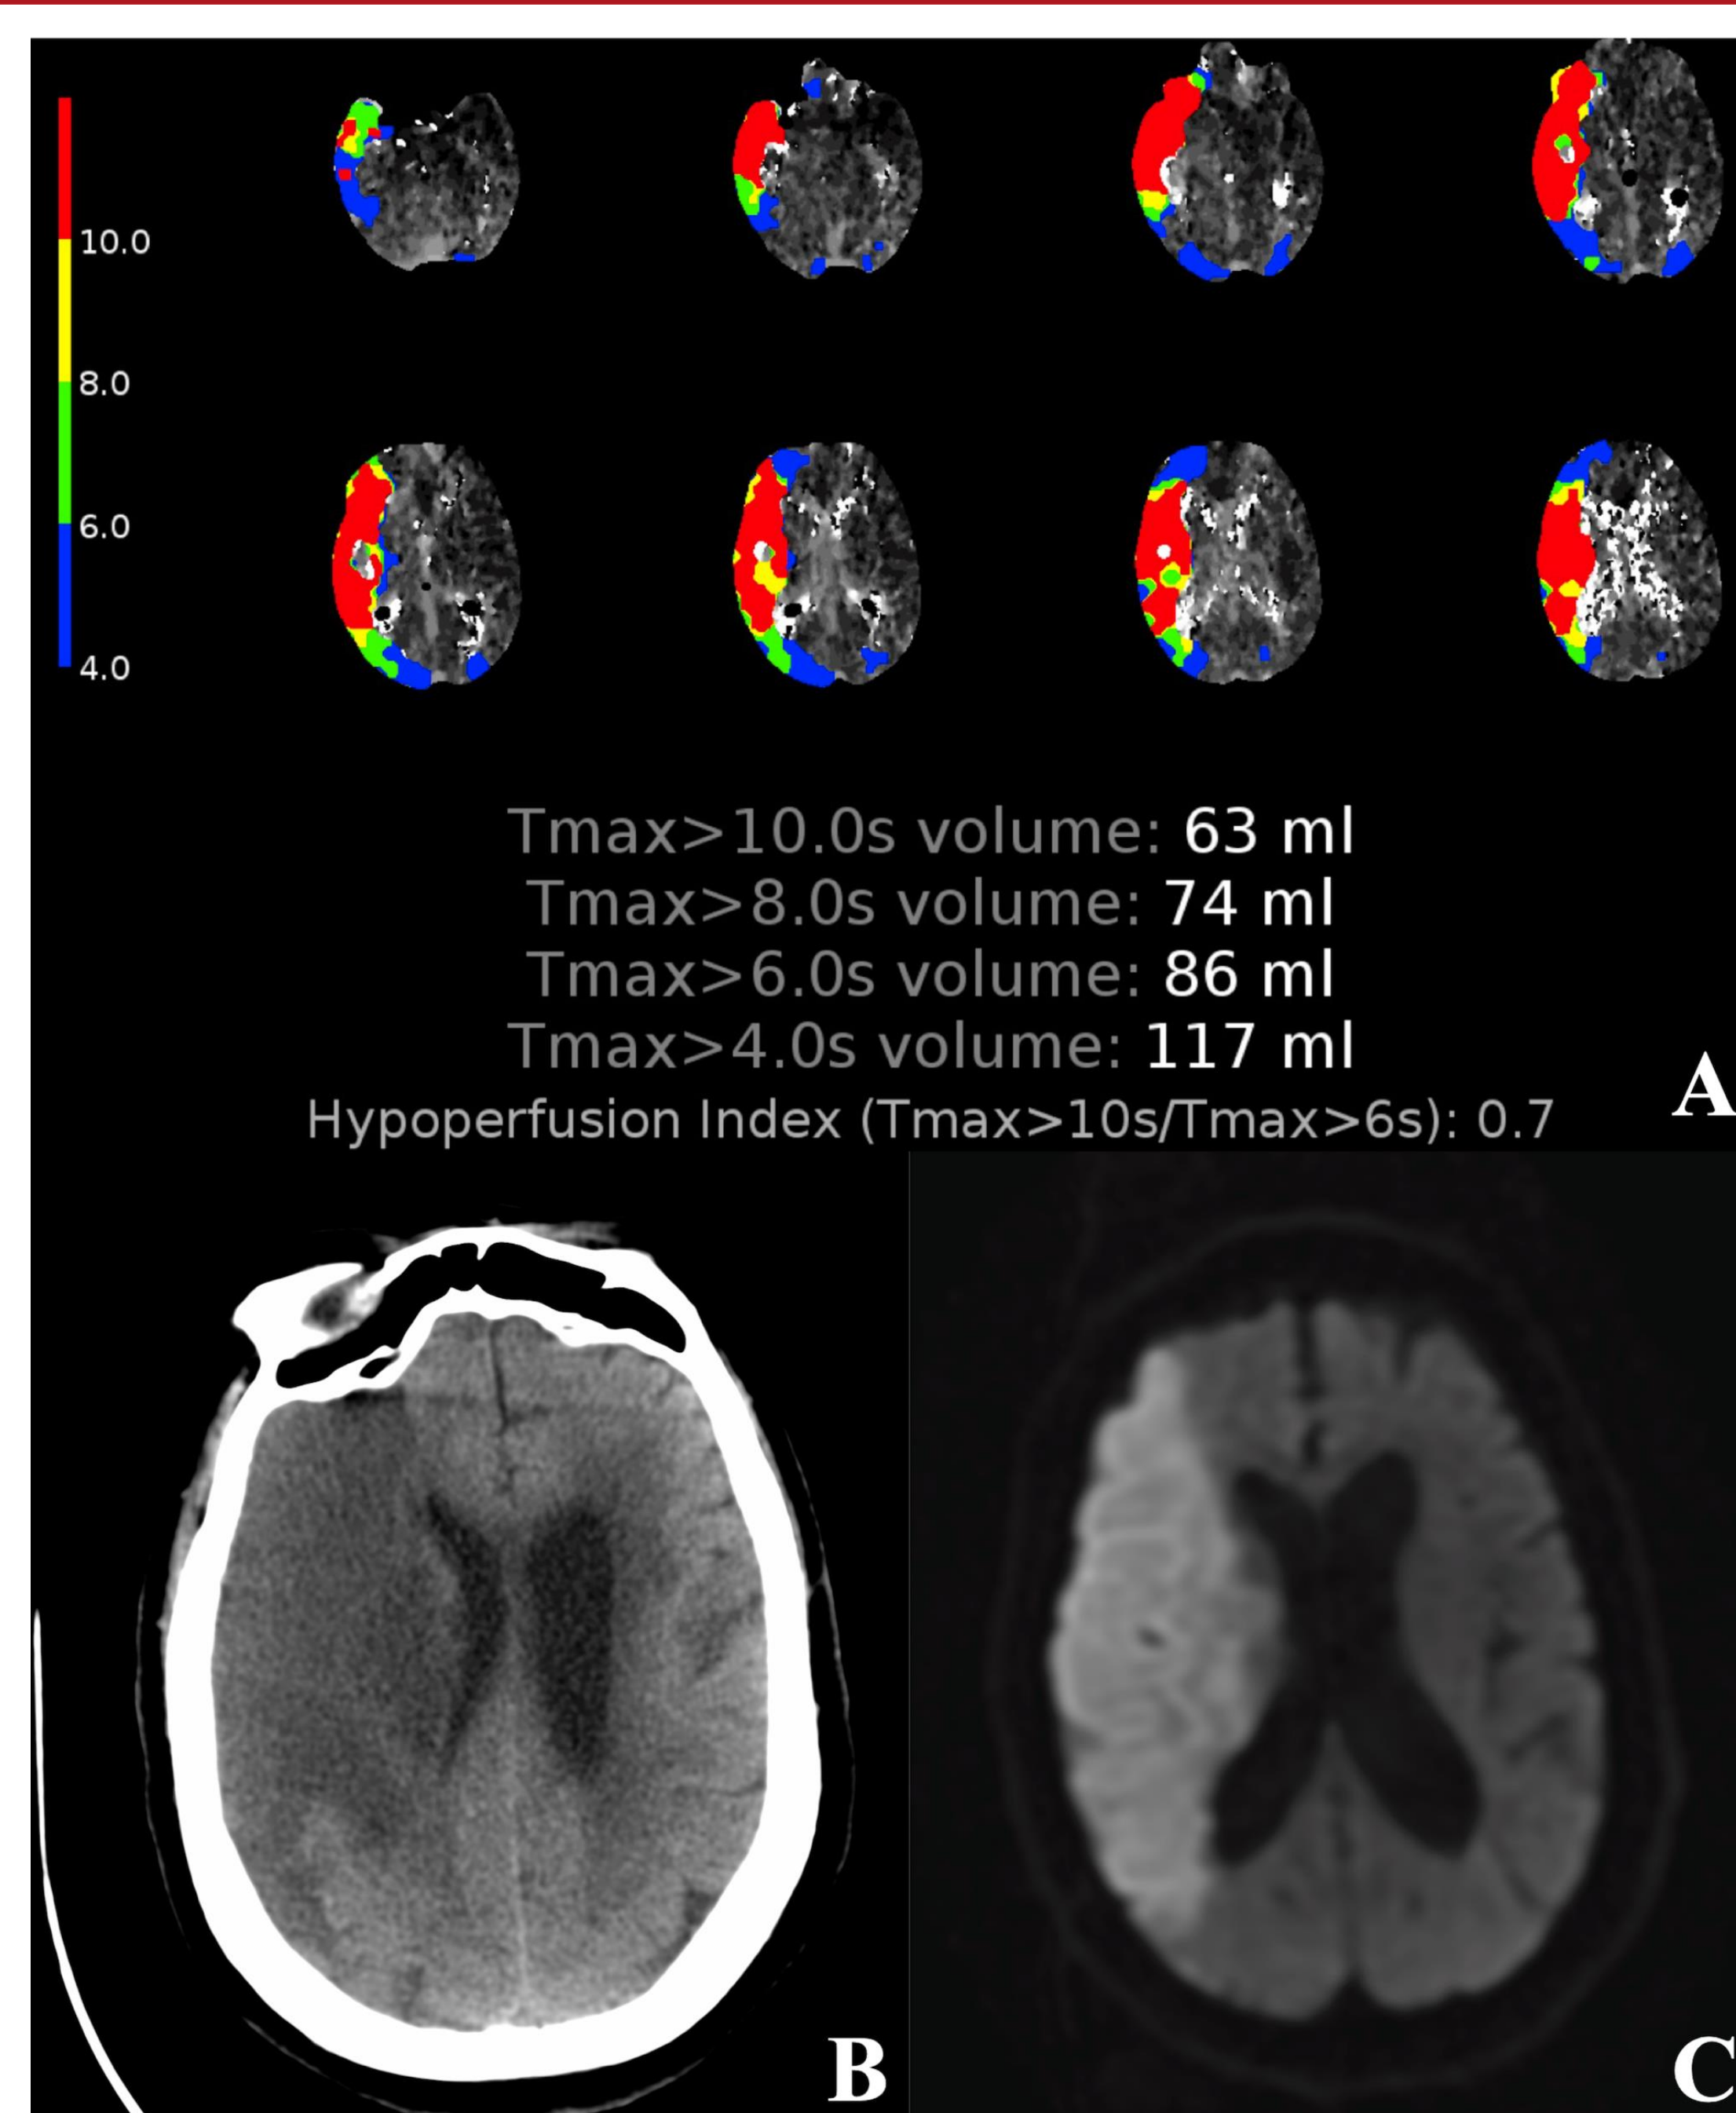 10.0
8.0
6.0
4.0
Tmax>10.0s volume: 63 ml
Tmax>8.0s volume: 74 ml
Tmax>6.0s volume: 86 ml
Tmax>4.0s volume: 117 ml
Hypoperfusion Index (Tmax>10s/Tmax>6s): 0.7
A
B
C